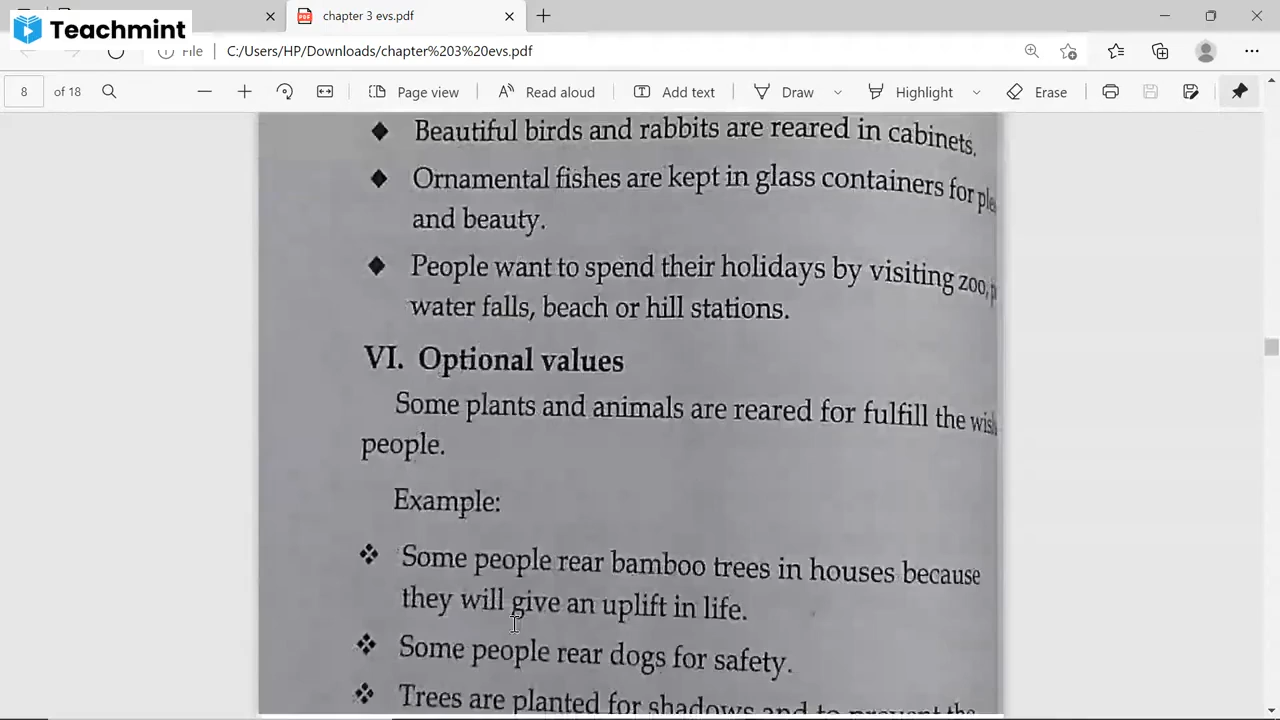 Teachmint
chapter 3 evs.pdf
File
C:/Users/HP/Downloads/chapter%203%20evs.pdf
8 of 18
Page view
Read aloud
Add text
Draw
Highlight
Erase
Beautiful birds and rabbits are reared in cabinets.
Ornamental fishes are kept in glass containers for
and beauty.
People want to spend their holidays by visiting zoo,
water falls, beach or hill stations.
VI. Optional values
Some plants and animals are reared for fulfill the
people.
Example:
Some people rear bamboo trees in houses because
they will give an uplift in life.
Some people rear dogs for safety.
Trees are planted for shadows and to prevent the